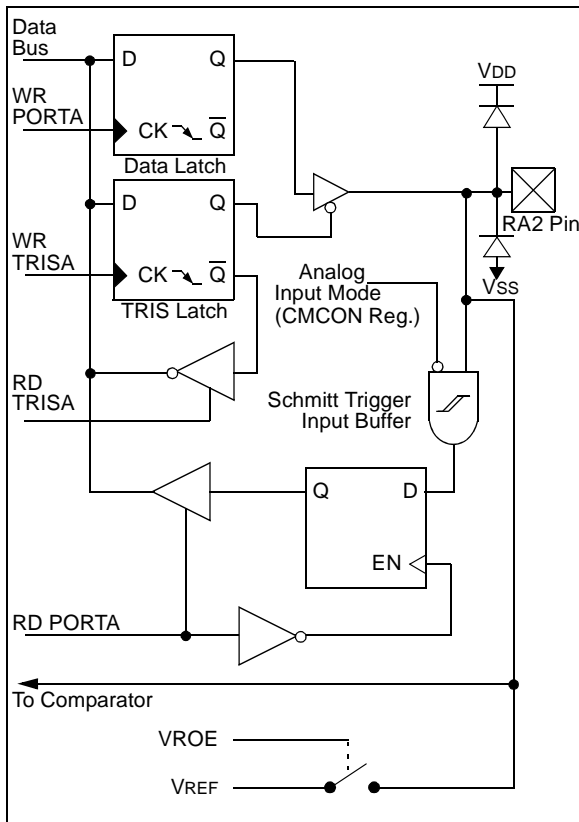 Data
Bus
D
Q
VDD
WR
PORTA
CK
Q
Data Latch
D
Q
RA2 Pin
WR
TRISA
CK
Q
VSS
TRIS Latch
Analog
Input Mode
(CMCON Reg.)
RD
TRISA
Schmitt Trigger
Input Buffer
Q
D
EN
RD PORTA
To Comparator
VROE
VREF